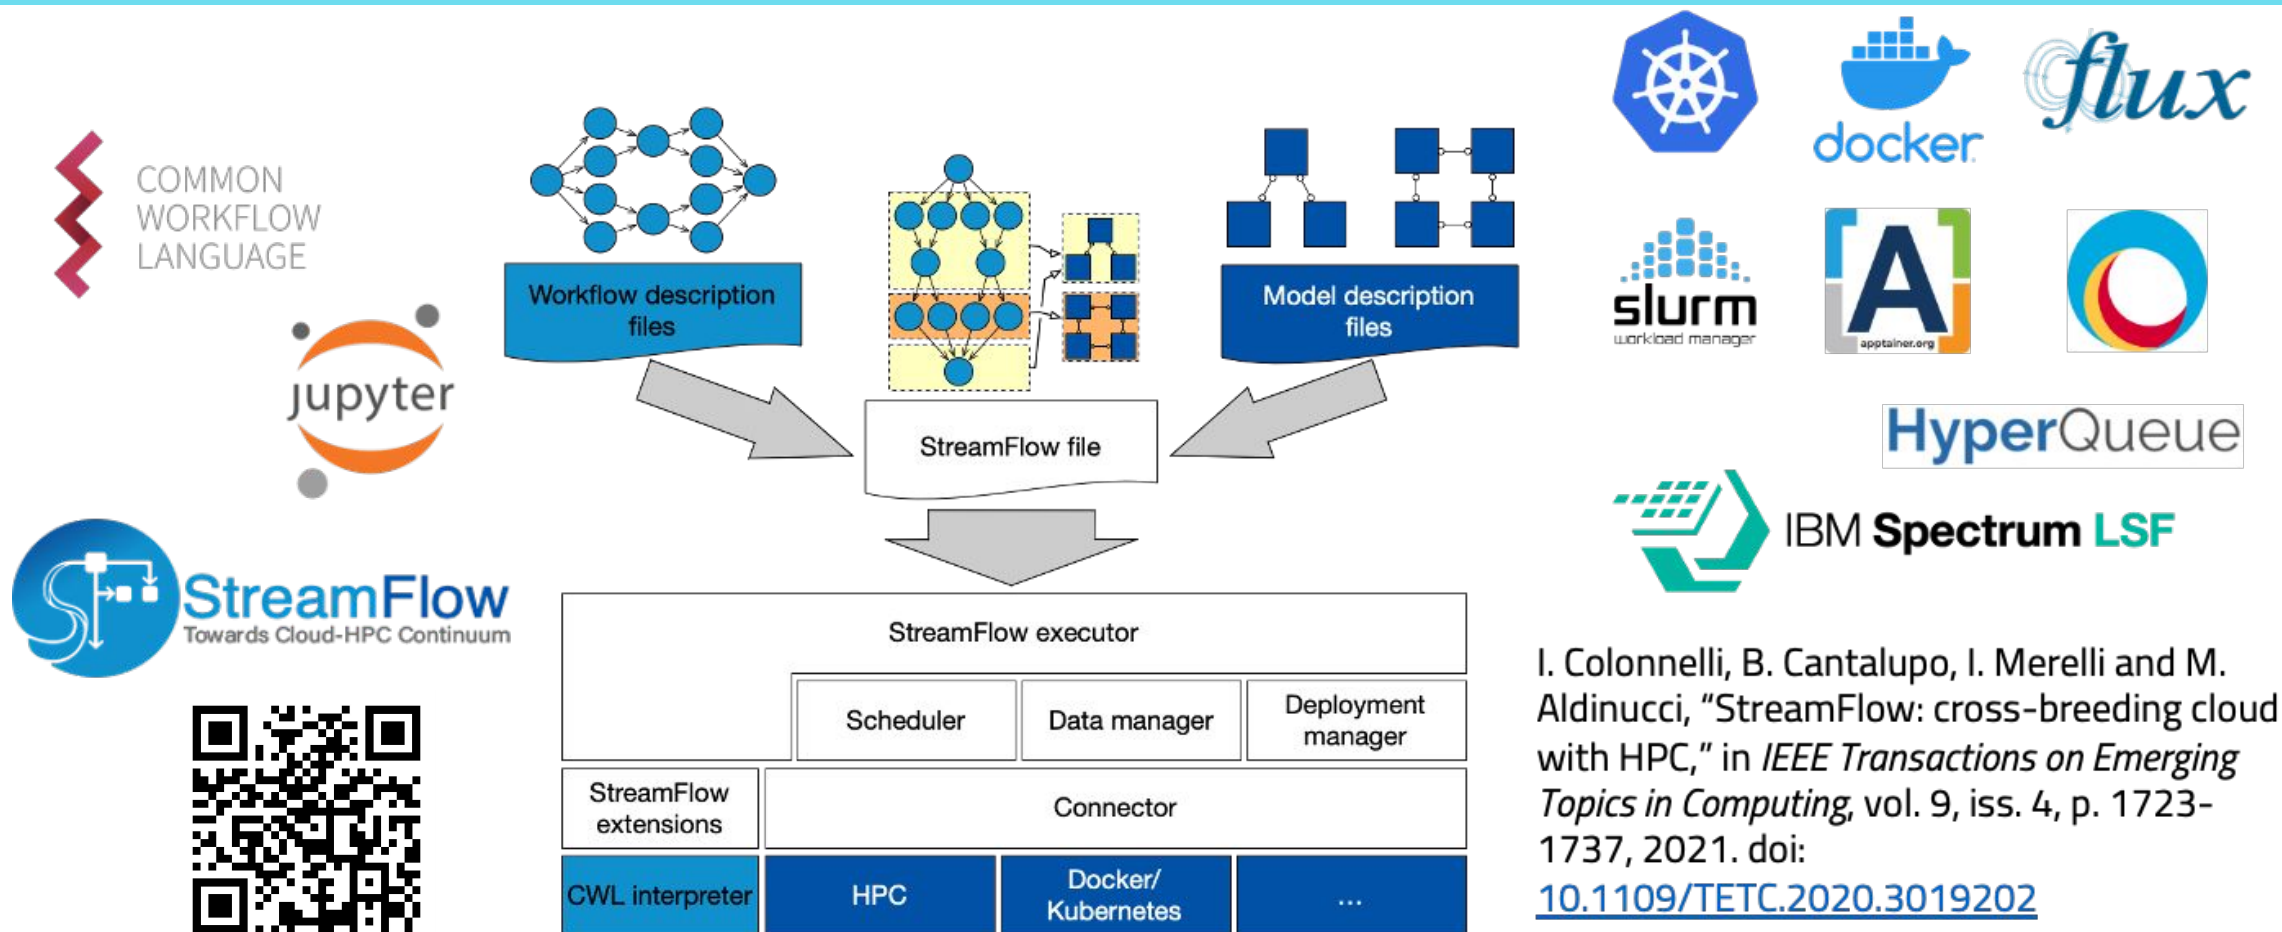 COMMON
WORKFLOW
LANGUAGE
jupyter
StreamFlow
Towards Cloud-HPC Continuum
Workflow description
files
Model description
files
StreamFlow file
StreamFlow executor
Scheduler
Data manager
Deployment
manager
StreamFlow
extensions
Connector
CWL interpreter
HPC
Docker/
Kubernetes
...
docker
flux
slurm
workload manager
A
apptainer.org
HyperQueue
IBM Spectrum LSF
I. Colonnelli, B. Cantalupo, I. Merelli and M.
Aldinucci, “StreamFlow: cross-breeding cloud
with HPC,” in IEEE Transactions on Emerging
Topics in Computing, vol. 9, iss. 4, p. 1723-
1737, 2021. doi:
10.1109/TETC.2020.3019202